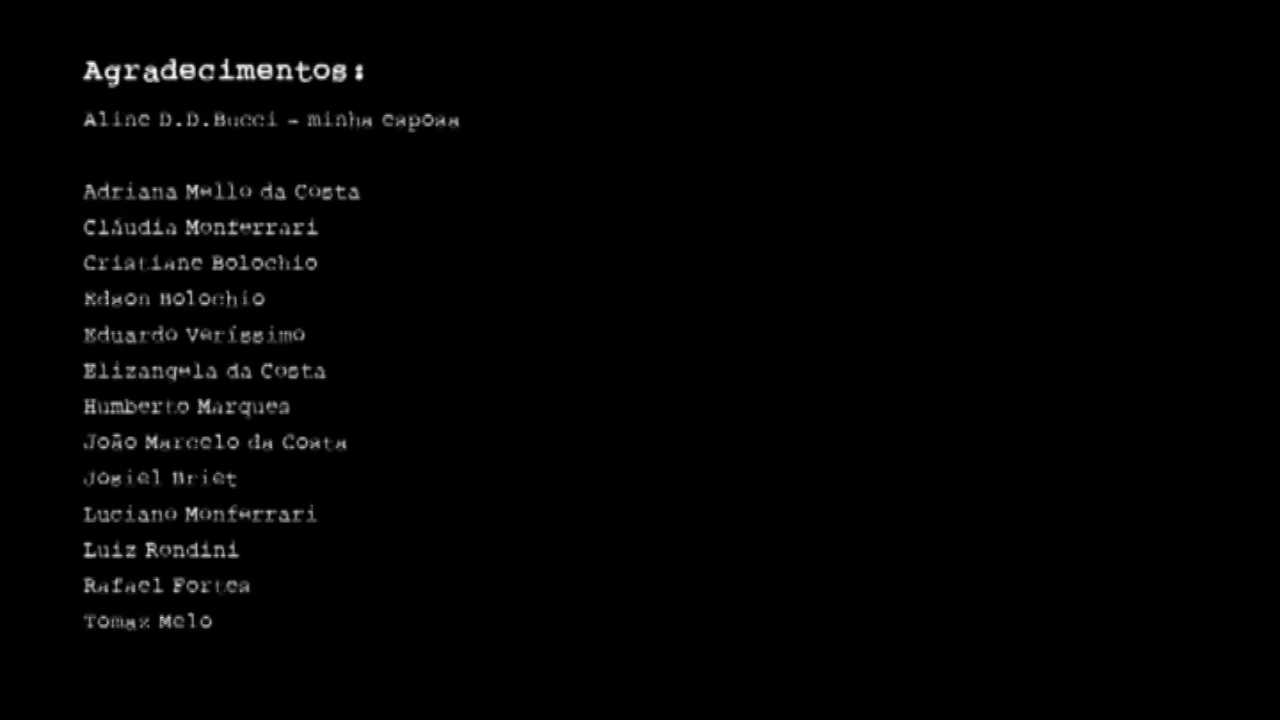 Agradecimentos:
Aline D.D.Bucci - minha esposa
Adriana Mello da Costa
Cláudia Monferrari
Cristiane Bolochio
Edson Bolochio
Eduardo Veríssimo
Elizangela da Costa
Humberto Marques
João Marcelo da Costa
Josiel Briet
Luciano Monferrari
Luiz Rondini
Rafael Fortes
Tomaz Melo